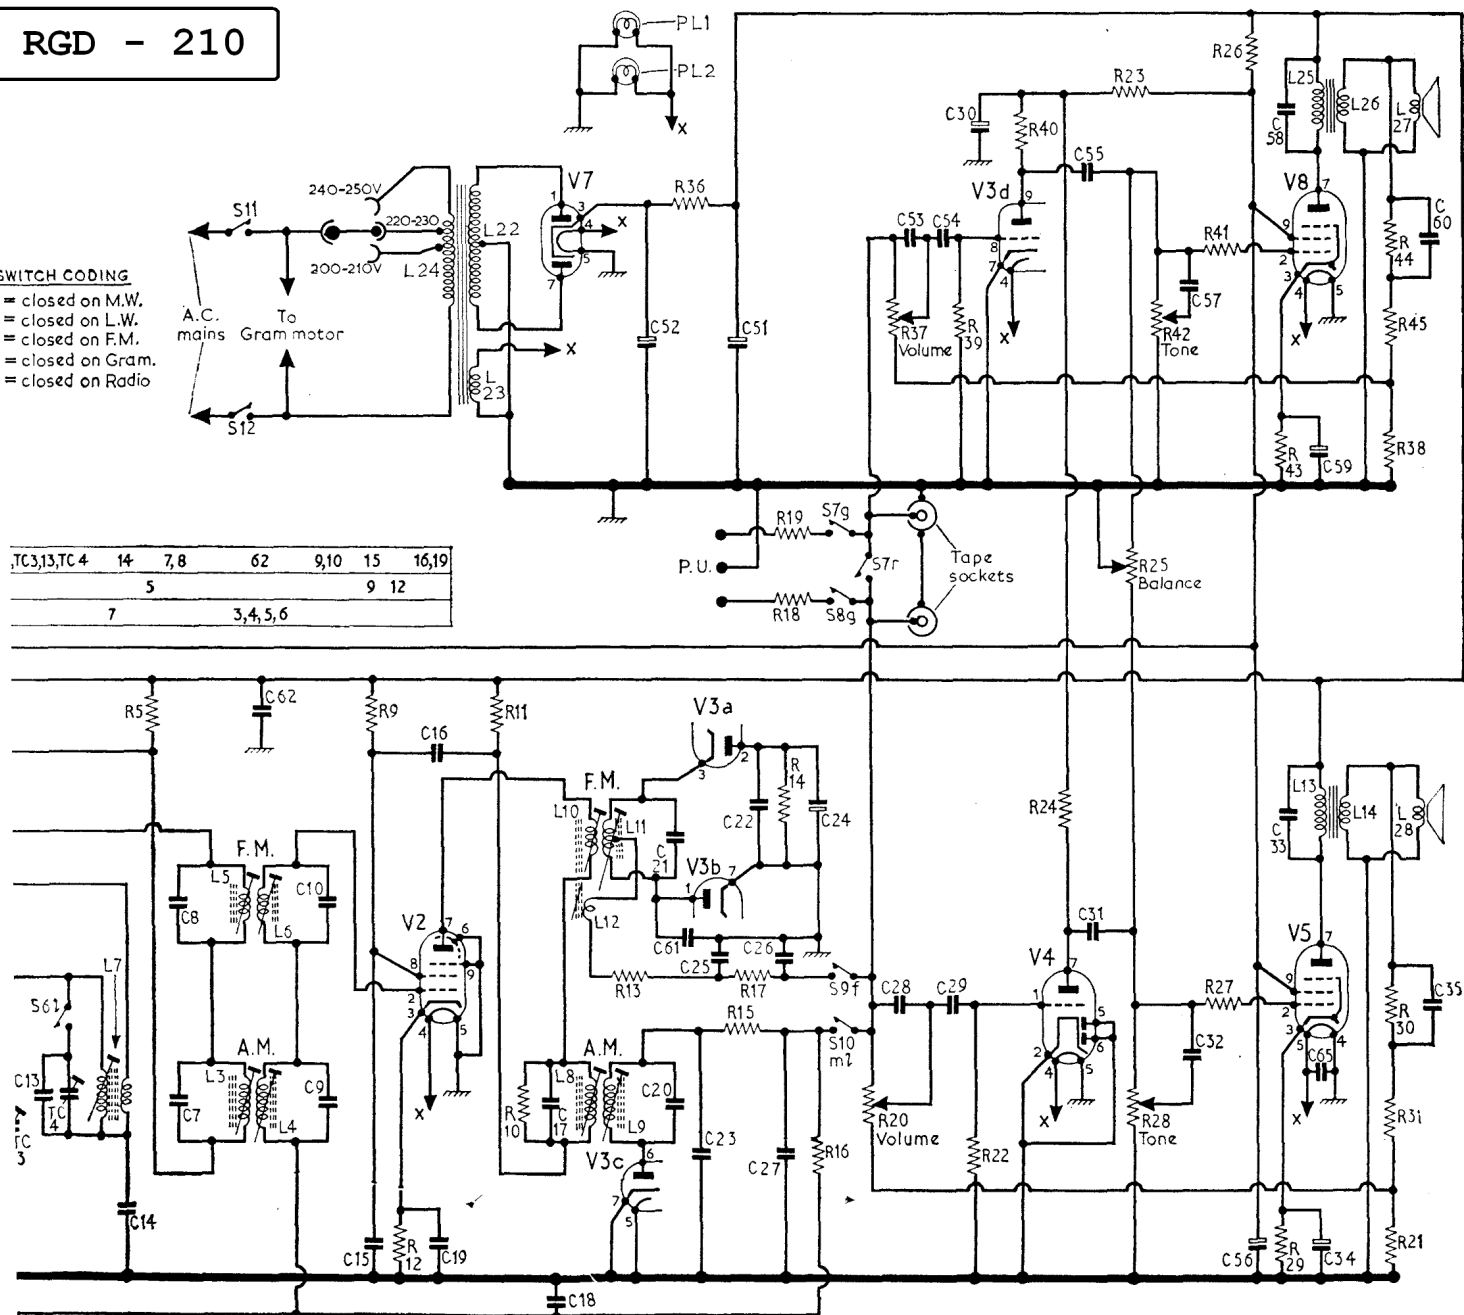 RGD - 210
PL1
PL2
R26
R23
L25
L26
L
27
C
58
C30
R40
C55
V3d
V8
V7
R36
240-250V
S11
220-230
200-210V
L22
L24
X
C53
C54
R41
C
60
R
44
SWITCH CODING
= closed on M.W.
= closed on L.W.
= closed on F.M.
= closed on Gram.
= closed on Radio
A.C.
mains
To
Gram motor
S12
L
23
X
C52
C51
R37
Volume
R
39
X
C57
R42
Tone
X
R45
R
43
C59
R38
,TC3,13,TC4 14 7,8 62 9,10 15 16,19
5 9 12
7 3,4,5,6
R19
S7g
P.U.
S7r
Tape
sockets
R25
Balance
R18
S8g
R5
C62
R9
R11
C16
V3a
F.M.
L10
L11
C
21
C22
R
14
C24
R24
L13
L14
L
28
C
33
F.M.
L5
C8
C10
L6
V2
V3b
L12
C61
C25
C26
R13
R17
S9f
C31
V4
V5
C28
C29
R27
C35
R
30
L7
S6l
R15
S10
ml
C32
C65
C13
TC
4
TC
3
A.M.
L3
C7
C9
L4
X
A.M.
L8
R
10
C
17
C20
L9
V3c
C23
C27
R16
R20
Volume
R22
X
R28
Tone
X
R31
C14
C15
R
12
C19
C56
R
29
C34
R21
C18